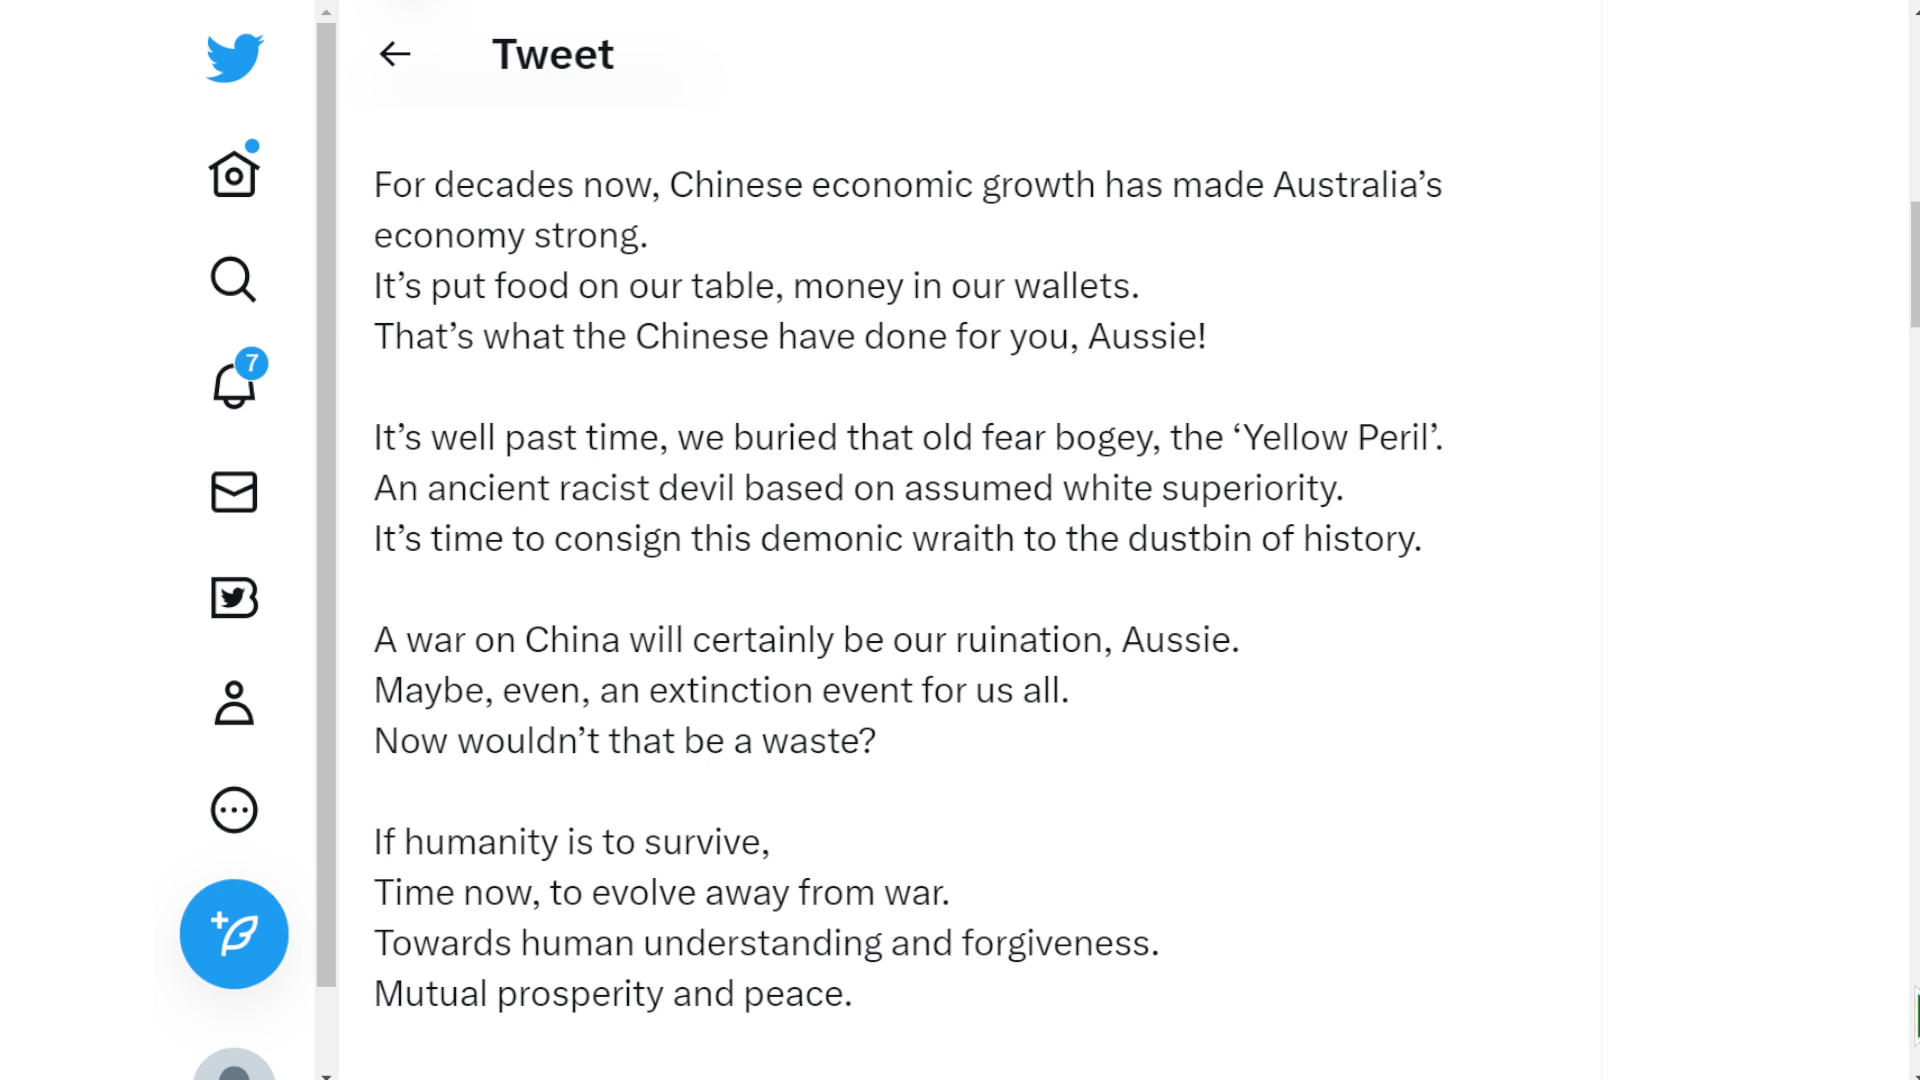 Tweet
For decades now, Chinese economic growth has made Australia’s
economy strong.
It’s put food on our table, money in our wallets.
That’s what the Chinese have done for you, Aussie!
It’s well past time, we buried that old fear bogey, the ‘Yellow Peril’.
An ancient racist devil based on assumed white superiority.
It’s time to consign this demonic wraith to the dustbin of history.
A war on China will certainly be our ruination, Aussie.
Maybe, even, an extinction event for us all.
Now wouldn’t that be a waste?
If humanity is to survive,
Time now, to evolve away from war.
Towards human understanding and forgiveness.
Mutual prosperity and peace.
7